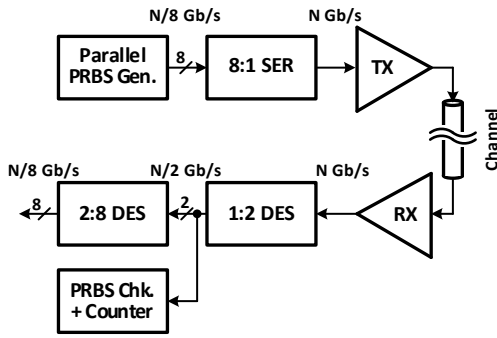 N/8 Gb/s
N Gb/s
Parallel
PRBS Gen.
8
8:1 SER
TX
Channel
N/8 Gb/s
N/2 Gb/s
N Gb/s
8
2:8 DES
2
1:2 DES
RX
PRBS Chk.
+ Counter